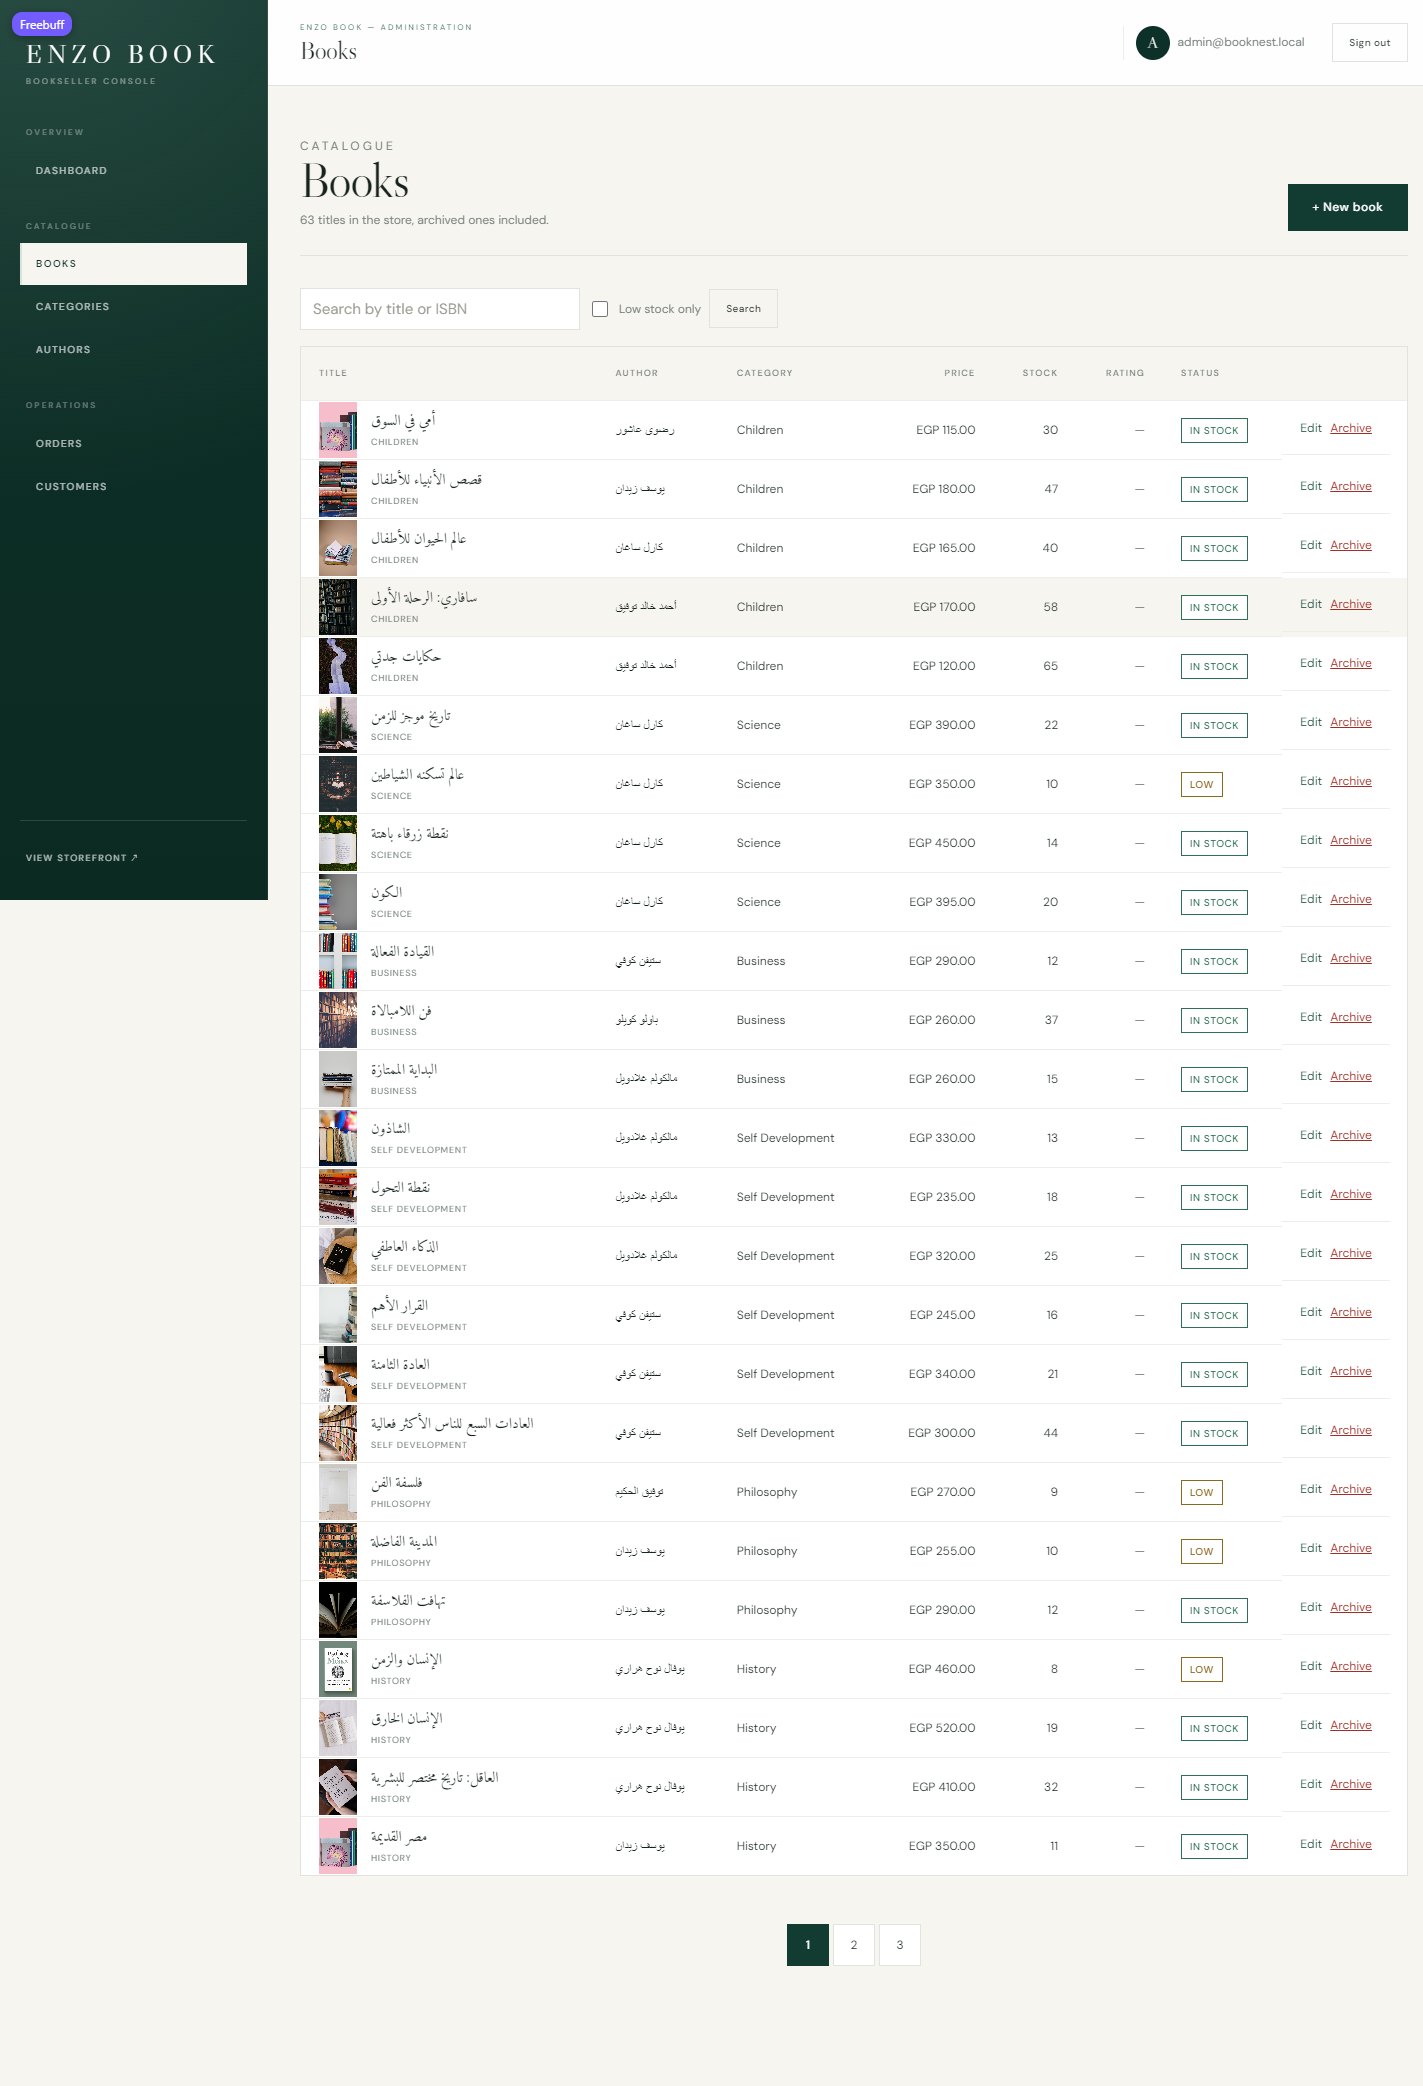 Freebuff
ENZO BOOK
BOOKSELLER CONSOLE
OVERVIEW
DASHBOARD
CATALOGUE
BOOKS
CATEGORIES
AUTHORS
OPERATIONS
ORDERS
CUSTOMERS
VIEW STOREFRONT ↗
ENZO BOOK — ADMINISTRATION
Books
A admin@booknest.local Sign out
CATALOGUE
Books
63 titles in the store, archived ones included.
+ New book
Search by title or ISBN Low stock only Search
TITLE AUTHOR CATEGORY PRICE STOCK RATING STATUS
أمي في السوق رضوى عاشور Children EGP 115.00 30 — IN STOCK Edit Archive
CHILDREN
قصص الأنبياء للأطفال يوسف زيدان Children EGP 180.00 47 — IN STOCK Edit Archive
CHILDREN
عالم الحيوان للأطفال كارل ساغان Children EGP 165.00 40 — IN STOCK Edit Archive
CHILDREN
سافاري: الرحلة الأولى أحمد خالد توفيق Children EGP 170.00 58 — IN STOCK Edit Archive
CHILDREN
حكايات جدتي أحمد خالد توفيق Children EGP 120.00 65 — IN STOCK Edit Archive
CHILDREN
تاريخ موجز للزمن كارل ساغان Science EGP 390.00 22 — IN STOCK Edit Archive
SCIENCE
عالم تسكنه الشياطين كارل ساغان Science EGP 350.00 10 — LOW Edit Archive
SCIENCE
نقطة زرقاء باهتة كارل ساغان Science EGP 450.00 14 — IN STOCK Edit Archive
SCIENCE
الكون كارل ساغان Science EGP 395.00 20 — IN STOCK Edit Archive
SCIENCE
القيادة الفعالة ستيفن كوفي Business EGP 290.00 12 — IN STOCK Edit Archive
BUSINESS
فن اللامبالاة باولو كويلو Business EGP 260.00 37 — IN STOCK Edit Archive
BUSINESS
البداية الممتازة مالكولم غلادويل Business EGP 260.00 15 — IN STOCK Edit Archive
BUSINESS
الشاذون مالكولم غلادويل Self Development EGP 330.00 13 — IN STOCK Edit Archive
SELF DEVELOPMENT
نقطة التحول مالكولم غلادويل Self Development EGP 235.00 18 — IN STOCK Edit Archive
SELF DEVELOPMENT
الذكاء العاطفي مالكولم غلادويل Self Development EGP 320.00 25 — IN STOCK Edit Archive
SELF DEVELOPMENT
القرار الأهم ستيفن كوفي Self Development EGP 245.00 16 — IN STOCK Edit Archive
SELF DEVELOPMENT
العادة الثامنة ستيفن كوفي Self Development EGP 340.00 21 — IN STOCK Edit Archive
SELF DEVELOPMENT
العادات السبع للناس الأكثر فعالية ستيفن كوفي Self Development EGP 300.00 44 — IN STOCK Edit Archive
SELF DEVELOPMENT
فلسفة الفن توفيق الحكيم Philosophy EGP 270.00 9 — LOW Edit Archive
PHILOSOPHY
المدينة الفاضلة يوسف زيدان Philosophy EGP 255.00 10 — LOW Edit Archive
PHILOSOPHY
تهافت الفلاسفة يوسف زيدان Philosophy EGP 290.00 12 — IN STOCK Edit Archive
PHILOSOPHY
الإنسان والزمن يوفال نوح هراري History EGP 460.00 8 — LOW Edit Archive
HISTORY
الإنسان الخارق يوفال نوح هراري History EGP 520.00 19 — IN STOCK Edit Archive
HISTORY
العاقل: تاريخ مختصر للبشرية يوفال نوح هراري History EGP 410.00 32 — IN STOCK Edit Archive
HISTORY
مصر القديمة يوسف زيدان History EGP 350.00 11 — IN STOCK Edit Archive
HISTORY
1 2 3